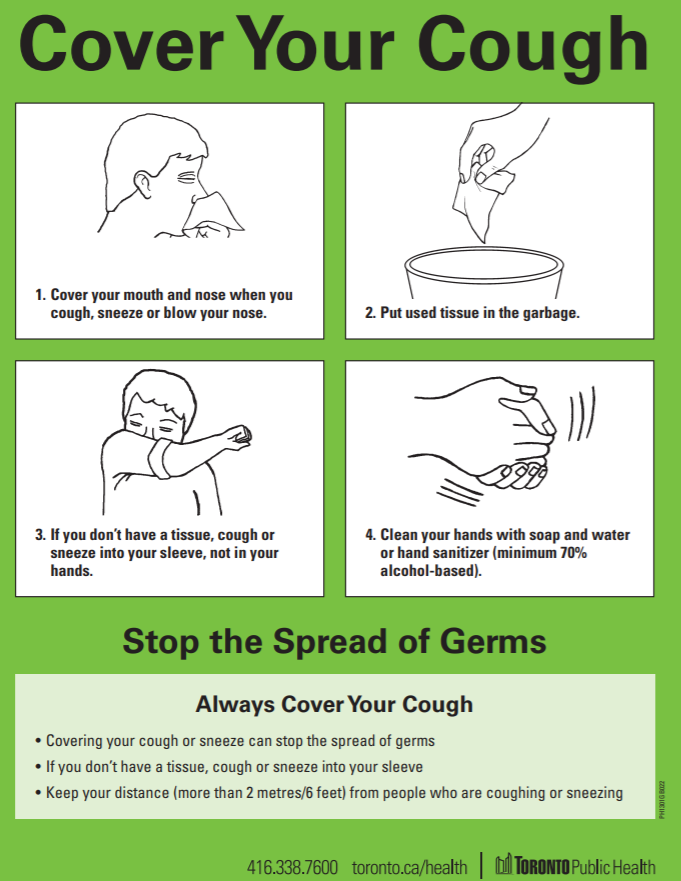 Cover Your Cough
1. Cover your mouth and nose when you
cough, sneeze or blow your nose.
2. Put used tissue in the garbage.
3. If you don't have a tissue, cough or
sneeze into your sleeve, not in your
hands.
4. Clean your hands with soap and water
or hand sanitizer (minimum 70%
alcohol-based).
Stop the Spread of Germs
Always Cover Your Cough
• Covering your cough or sneeze can stop the spread of germs
• If you don't have a tissue, cough or sneeze into your sleeve
• Keep your distance (more than 2 metres/6 feet) from people who are coughing or sneezing
416.338.7600 toronto.ca/health | TORONTO Public Health